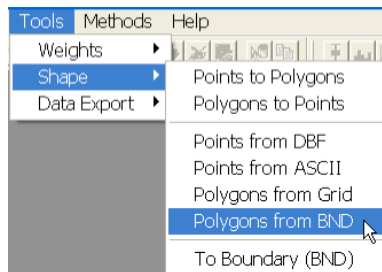 Tools Methods Help
Weights
Shape
Data Export
Points to Polygons
Polygons to Points
Points from DBF
Points from ASCII
Polygons from Grid
Polygons from BND
To Boundary (BND)